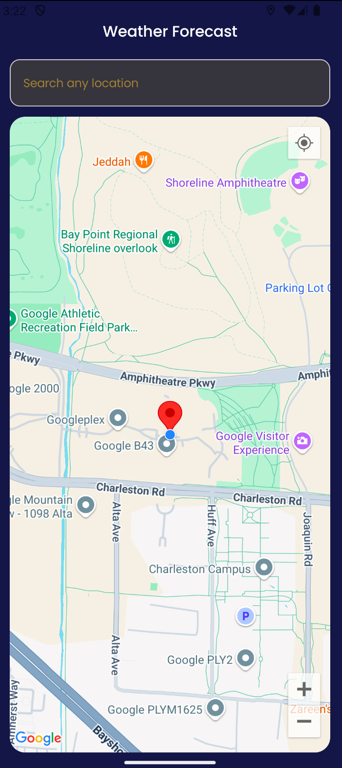 3:22
Weather Forecast
Search any location
Jeddah
Shoreline Amphitheatre
Bay Point Regional
Shoreline overlook
Parking Lot
Google Athletic
Recreation Field Park...
e Pkwy
Amphitheatre Pkwy
Amphit
ogle 2000
Googleplex
Google B43
Google Visitor
Experience
Charleston Rd
Charleston Rd
gle Mountain
w - 1098 Alta
Alta Ave
Huff Ave
Joaquin Rd
Charleston Campus
P
Alta Ave
Google PLY2
Amherst Way
Google PLYM1625
Zareen's
Baysho
Google